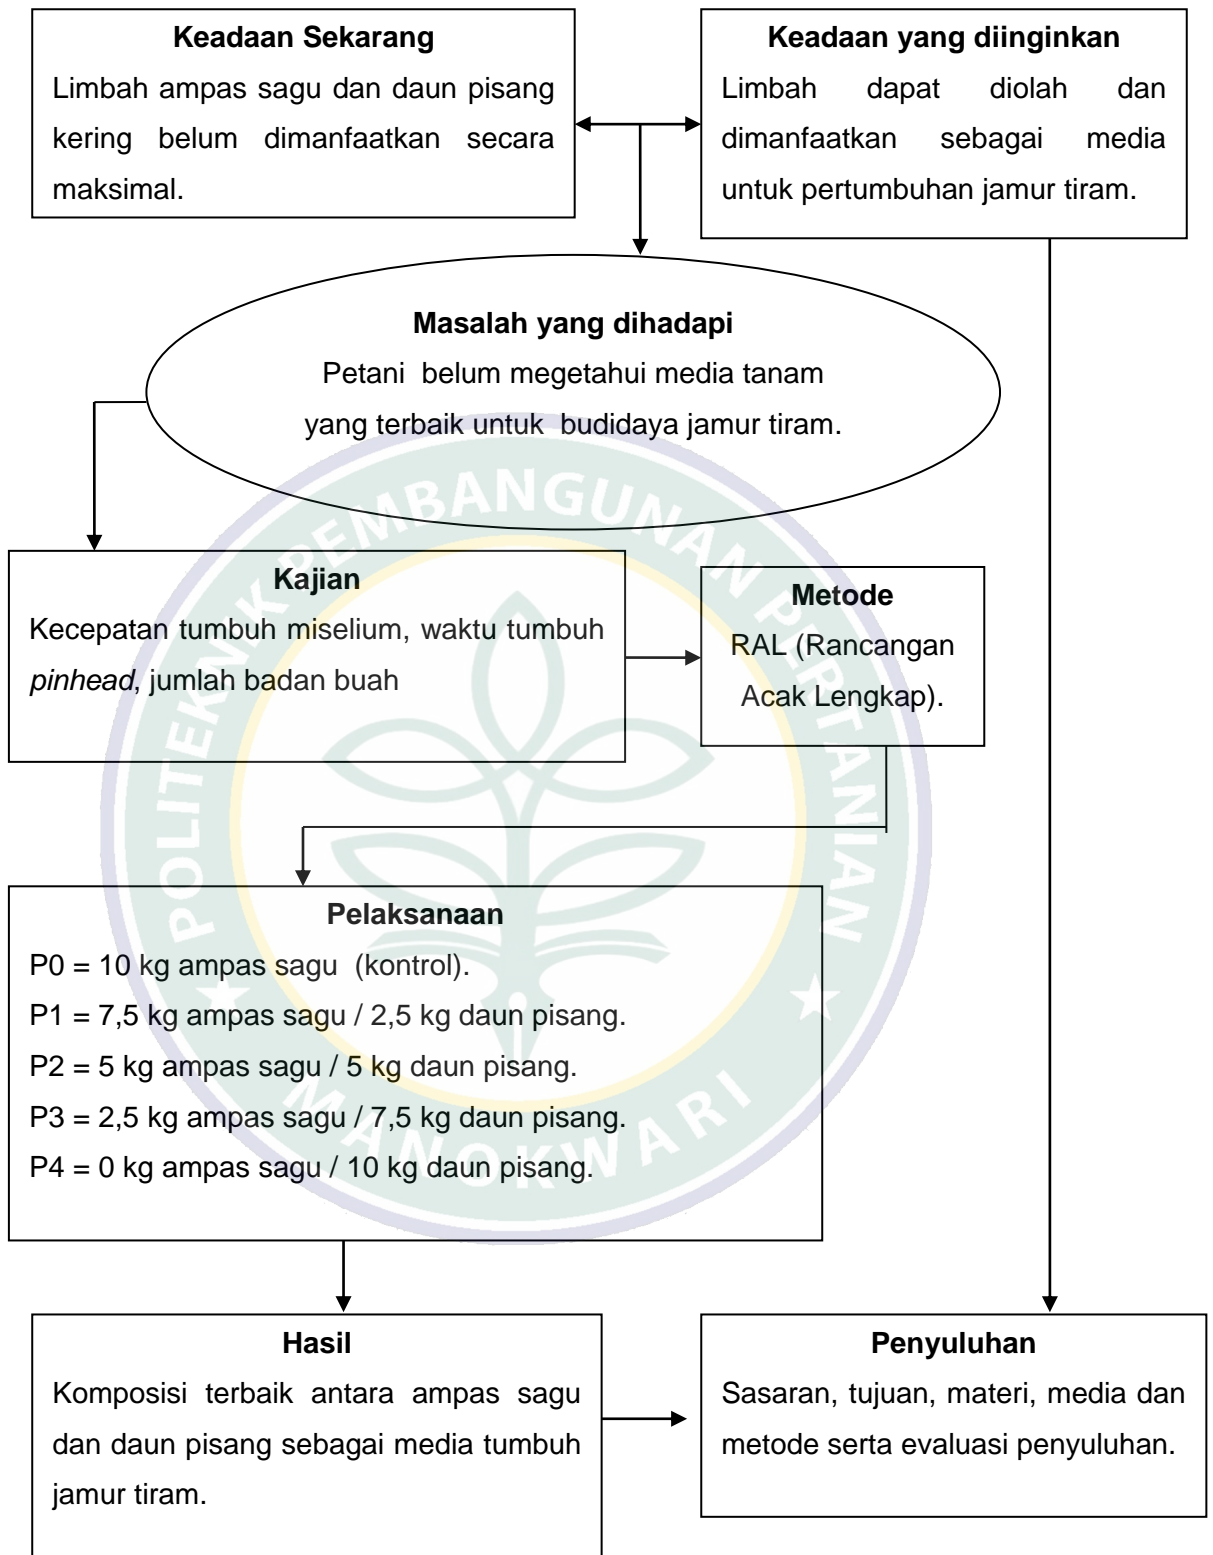 Keadaan Sekarang
Limbah ampas sagu dan daun pisang
kering belum dimanfaatkan secara
maksimal.
Keadaan yang diinginkan
Limbah dapat diolah dan
dimanfaatkan sebagai media
untuk pertumbuhan jamur tiram.
Masalah yang dihadapi
Petani belum megetahui media tanam
yang terbaik untuk budidaya jamur tiram.
Kajian
Kecepatan tumbuh miselium, waktu tumbuh
pinhead, jumlah badan buah
Metode
RAL (Rancangan
Acak Lengkap).
Pelaksanaan
P0 = 10 kg ampas sagu (kontrol).
P1 = 7,5 kg ampas sagu / 2,5 kg daun pisang.
P2 = 5 kg ampas sagu / 5 kg daun pisang.
P3 = 2,5 kg ampas sagu / 7,5 kg daun pisang.
P4 = 0 kg ampas sagu / 10 kg daun pisang.
Hasil
Komposisi terbaik antara ampas sagu
dan daun pisang sebagai media tumbuh
jamur tiram.
Penyuluhan
Sasaran, tujuan, materi, media dan
metode serta evaluasi penyuluhan.
POLITEKNIK PEMBANGUNAN PERTANIAN
MANOKWARI